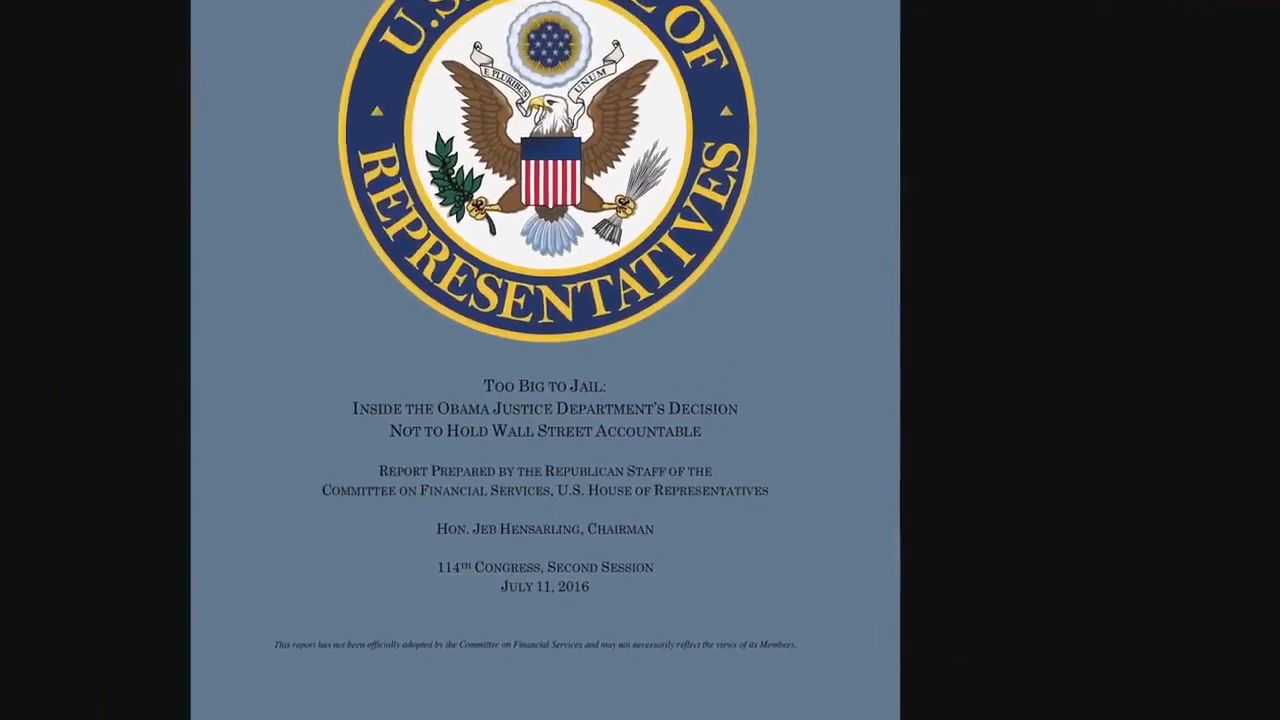 U.S. OF
E PLURIBUS UNUM
REPRESENTATIVES
TOO BIG TO JAIL:
INSIDE THE OBAMA JUSTICE DEPARTMENT'S DECISION
NOT TO HOLD WALL STREET ACCOUNTABLE
REPORT PREPARED BY THE REPUBLICAN STAFF OF THE
COMMITTEE ON FINANCIAL SERVICES, U.S. HOUSE OF REPRESENTATIVES
HON. JEB HENSARLING, CHAIRMAN
114TH CONGRESS, SECOND SESSION
JULY 11, 2016
This report has not been officially adopted by the Committee on Financial Services and may not necessarily reflect the views of its Members.